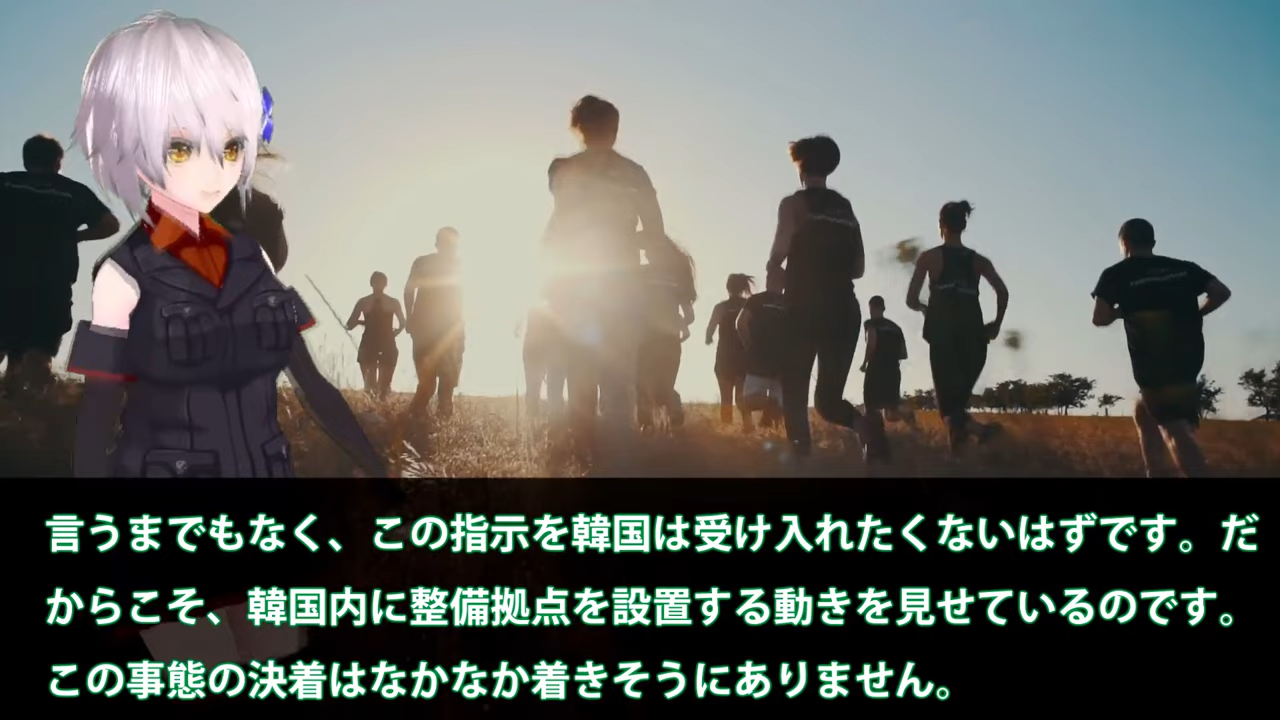 言うまでもなく、この指示を韓国は受け入れたくないはずです。だ
からこそ、韓国内に整備拠点を設置する動きを見せているのです。
この事態の決着はなかなか着きそうにありません。